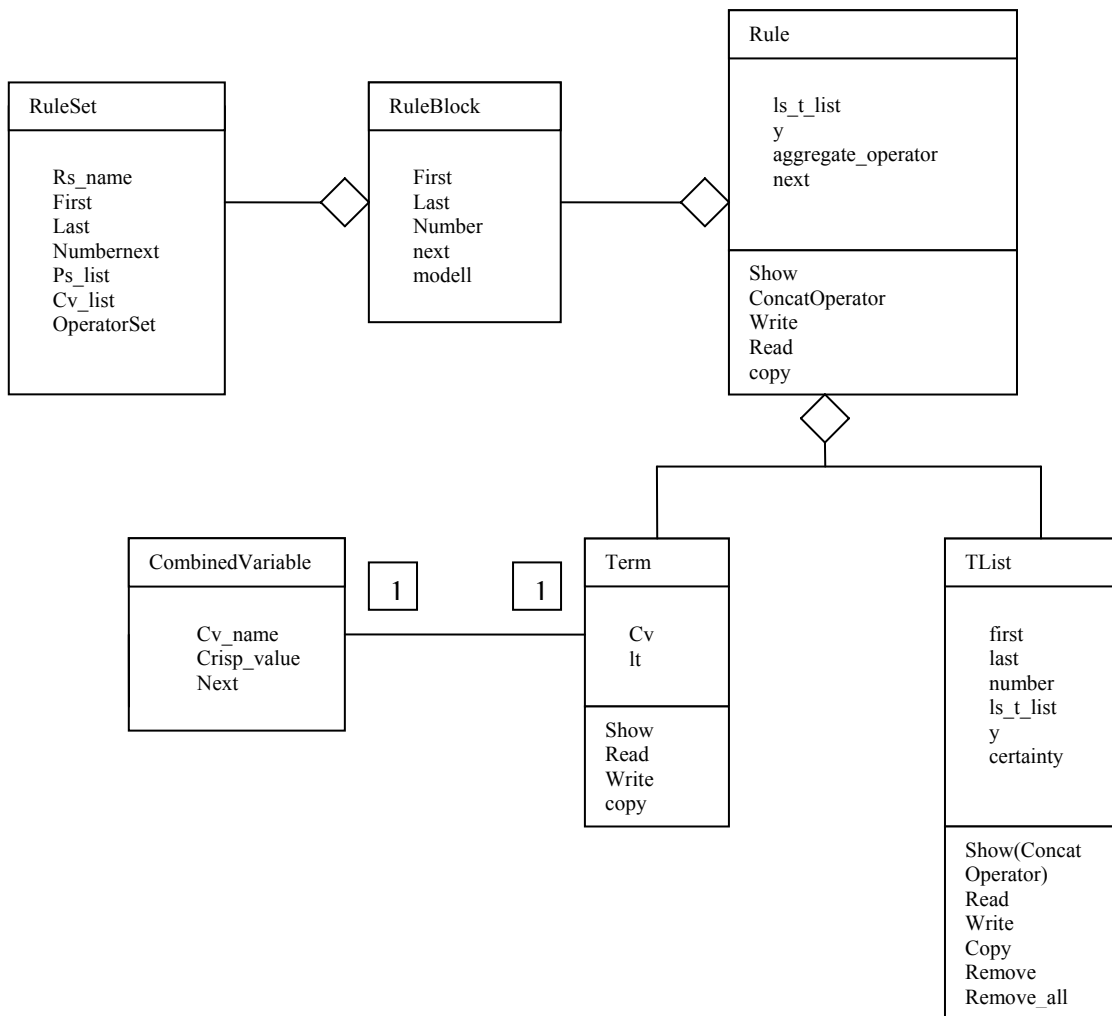 Rule
ls_t_list
y
aggregate_operator
next
Show
ConcatOperator
Write
Read
copy
RuleSet
Rs_name
First
Last
Numbernext
Ps_list
Cv_list
OperatorSet
RuleBlock
First
Last
Number
next
modell
CombinedVariable
Cv_name
Crisp_value
Next
1
1
Term
Cv
lt
Show
Read
Write
copy
TList
first
last
number
ls_t_list
y
certainty
Show(Concat
Operator)
Read
Write
Copy
Remove
Remove_all